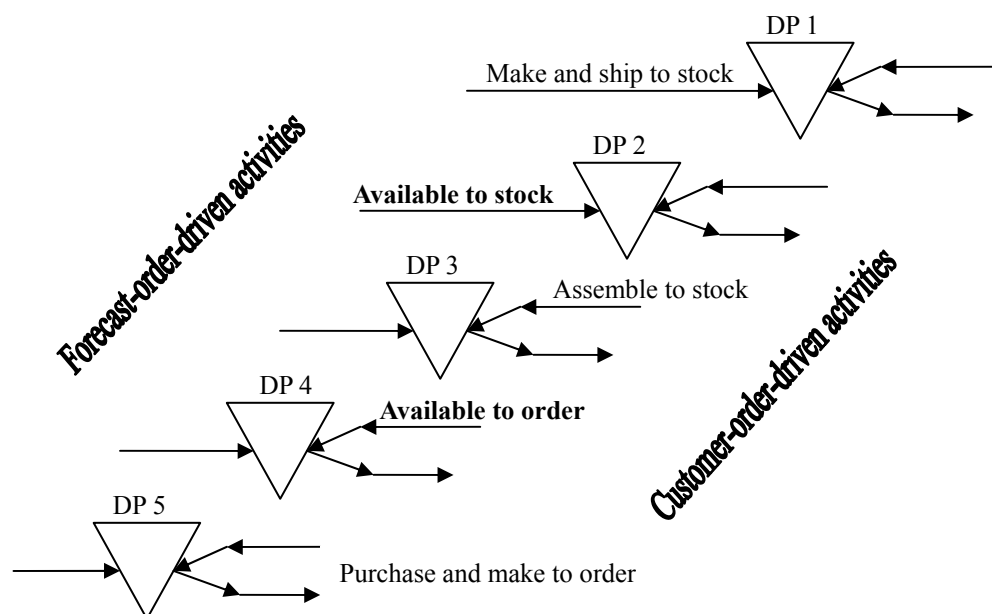 DP 1
Make and ship to stock
DP 2
Available to stock
Forecast-order-driven activities
DP 3
Assemble to stock
DP 4
Available to order
Customer-order-driven activities
DP 5
Purchase and make to order